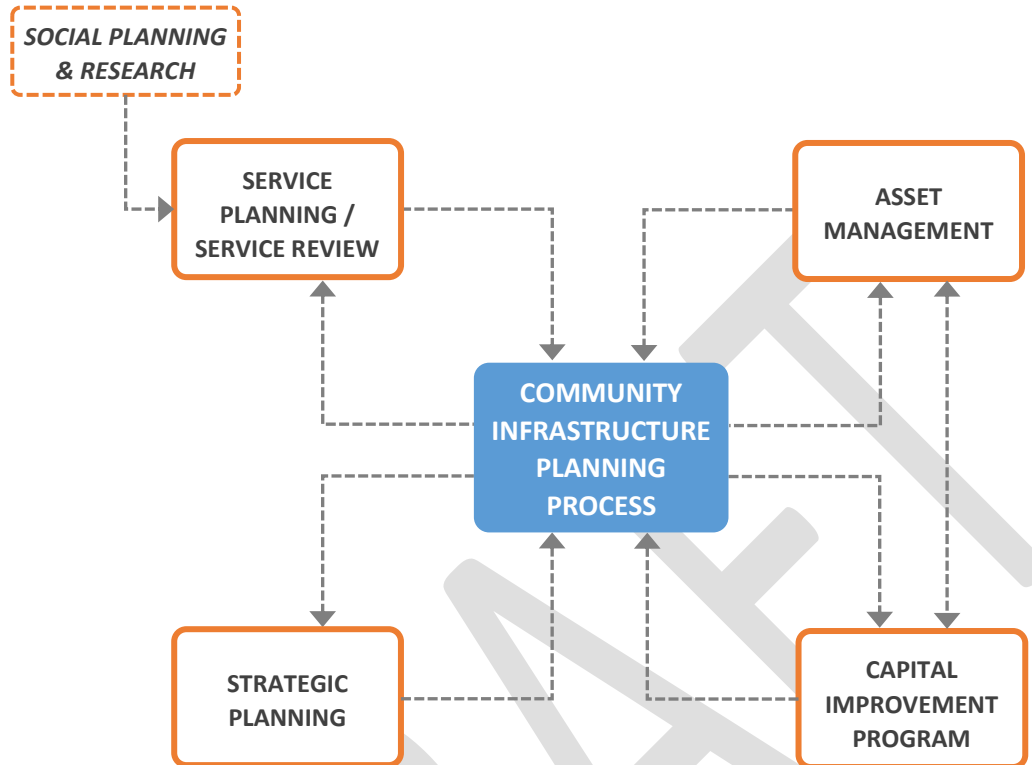 SOCIAL PLANNING
& RESEARCH
SERVICE
PLANNING /
SERVICE REVIEW
ASSET
MANAGEMENT
COMMUNITY
INFRASTRUCTURE
PLANNING
PROCESS
STRATEGIC
PLANNING
CAPITAL
IMPROVEMENT
PROGRAM